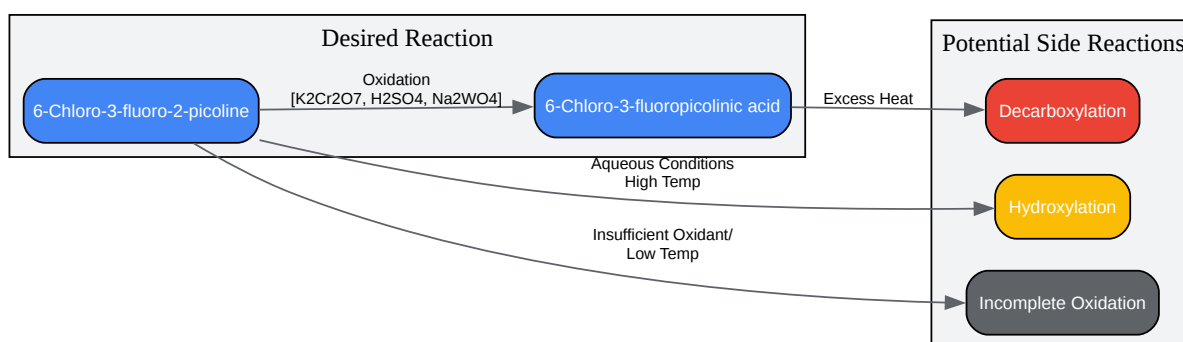 Desired Reaction
6-Chloro-3-fluoro-2-picoline
Oxidation
[K2Cr2O7, H2SO4, Na2WO4]
6-Chloro-3-fluoropicolinic acid
Excess Heat
Aqueous Conditions
High Temp
Insufficient Oxidant/
Low Temp
Potential Side Reactions
Decarboxylation
Hydroxylation
Incomplete Oxidation